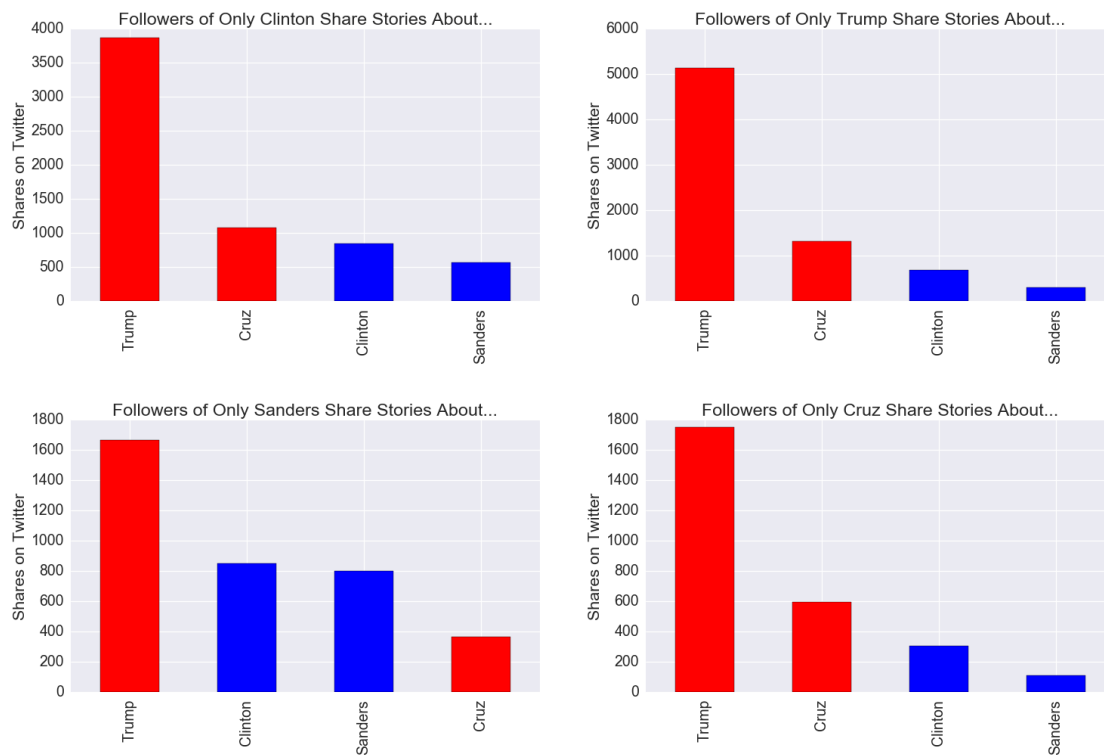 Followers of Only Clinton Share Stories About...
Shares on Twitter
4000
3500
3000
2500
2000
1500
1000
500
0
Trump
Cruz
Clinton
Sanders
Followers of Only Trump Share Stories About...
Shares on Twitter
6000
5000
4000
3000
2000
1000
0
Trump
Cruz
Clinton
Sanders
Followers of Only Sanders Share Stories About...
Shares on Twitter
1800
1600
1400
1200
1000
800
600
400
200
0
Trump
Clinton
Sanders
Cruz
Followers of Only Cruz Share Stories About...
Shares on Twitter
1800
1600
1400
1200
1000
800
600
400
200
0
Trump
Cruz
Clinton
Sanders